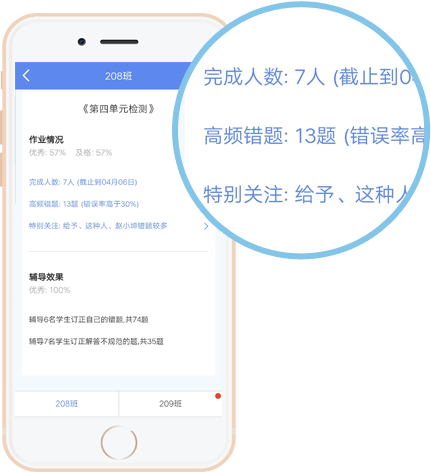 208班
《第四单元检测》
作业情况
优秀: 57% 及格: 57%
完成人数: 7人 (截止到04月06日)
高频错题: 13题 (错误率高于30%)
特别关注: 给予、这种人、赵小坤错题较多
辅导效果
优秀: 100%
辅导6名学生订正自己的错题,共74题
辅导7名学生订正解答不规范的题,共35题
208班 209班
完成人数: 7人 (截止到04
高频错题: 13题 (错误率高
特别关注: 给予、这种人